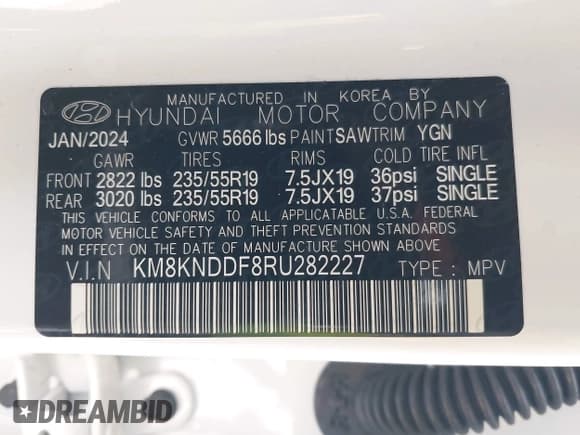 MANUFACTURED IN KOREA BY:
HYUNDAI MOTOR COMPANY
JAN/2024 GVWR 5666 lbs PAINT SAW TRIM YGN
GAWR TIRES RIMS COLD TIRE INFL
FRONT 2822 lbs 235/55R19 7.5JX19 36psi SINGLE
REAR 3020 lbs 235/55R19 7.5JX19 37psi SINGLE
THIS VEHICLE CONFORMS TO ALL APPLICABLE U.S.A. FEDERAL
MOTOR VEHICLE SAFETY AND THEFT PREVENTION STANDARDS
IN EFFECT ON THE DATE OF MANUFACTURE SHOWN ABOVE.
V.I.N KM8KNDDF8RU282227 TYPE : MPV
DREAMBID